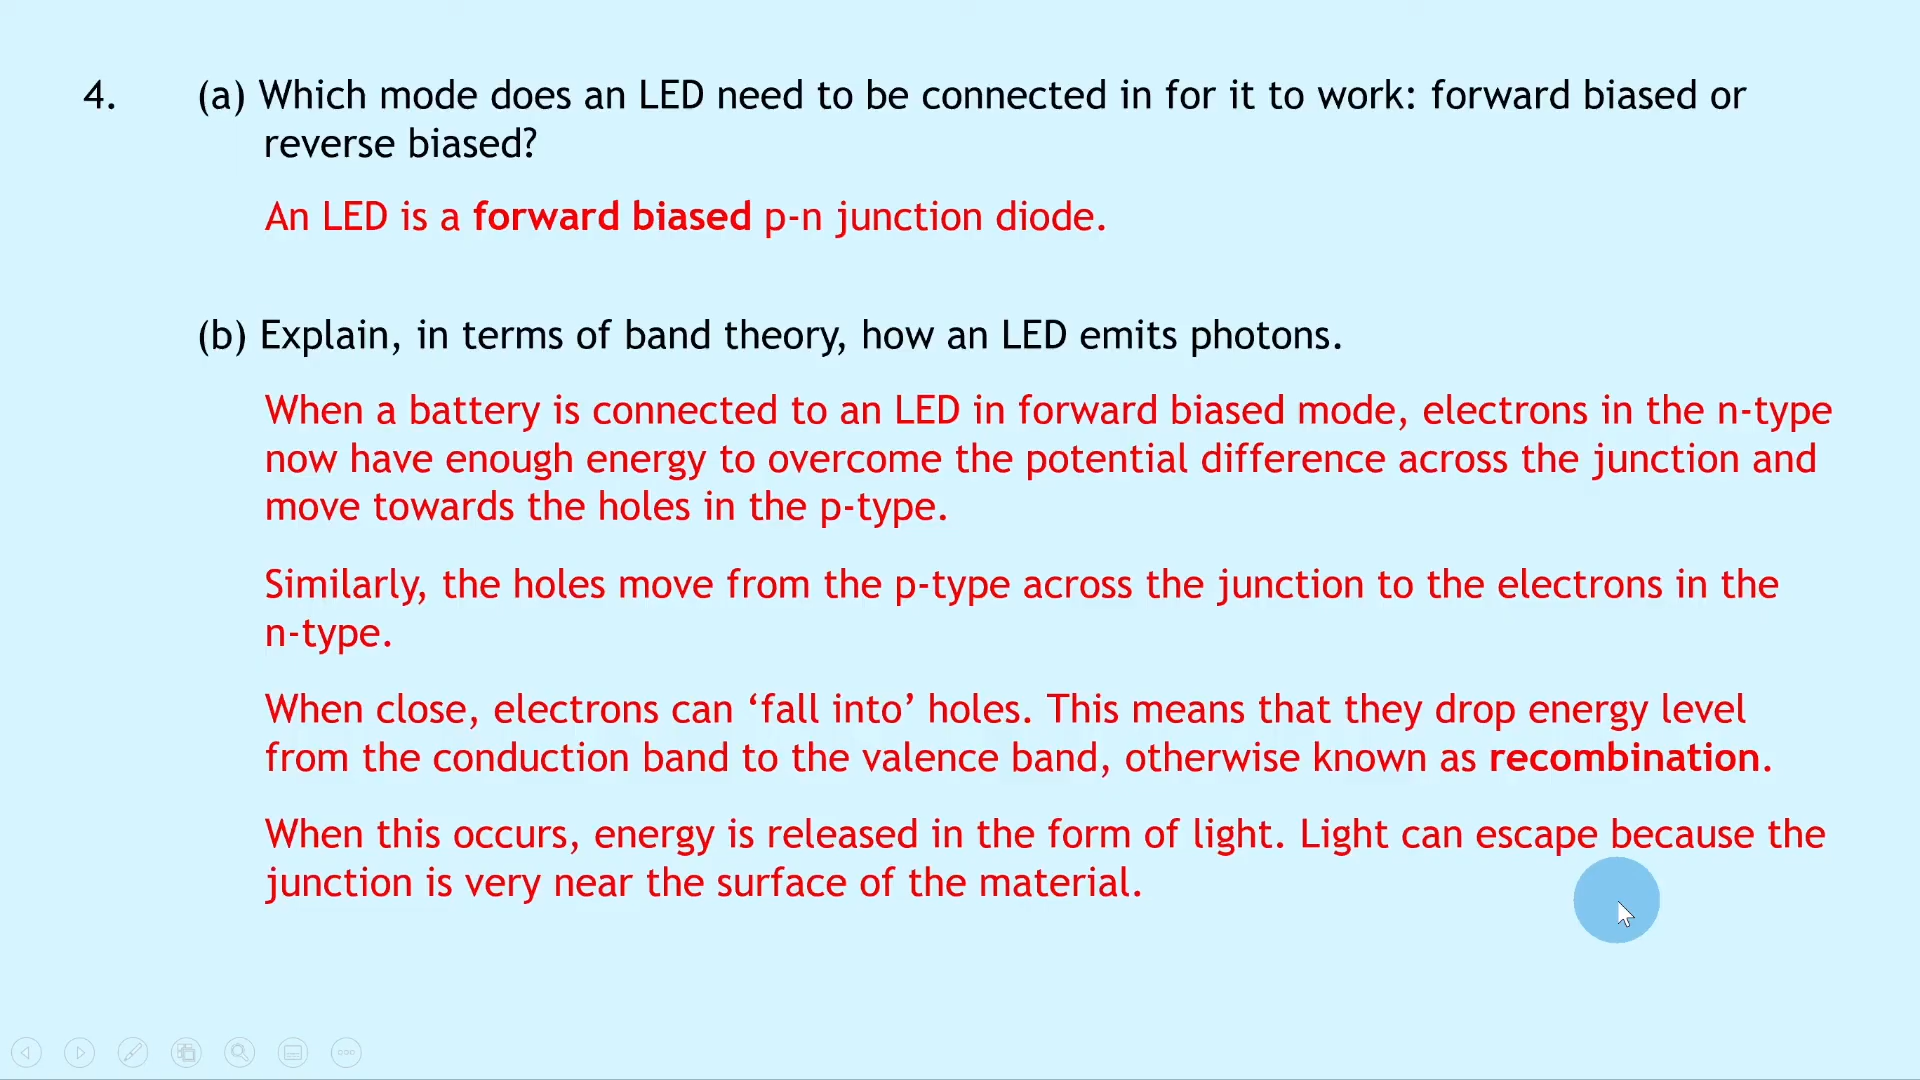 4. (a) Which mode does an LED need to be connected in for it to work: forward biased or
reverse biased?
An LED is a forward biased p-n junction diode.
(b) Explain, in terms of band theory, how an LED emits photons.
When a battery is connected to an LED in forward biased mode, electrons in the n-type
now have enough energy to overcome the potential difference across the junction and
move towards the holes in the p-type.
Similarly, the holes move from the p-type across the junction to the electrons in the
n-type.
When close, electrons can ‘fall into’ holes. This means that they drop energy level
from the conduction band to the valence band, otherwise known as recombination.
When this occurs, energy is released in the form of light. Light can escape because the
junction is very near the surface of the material.